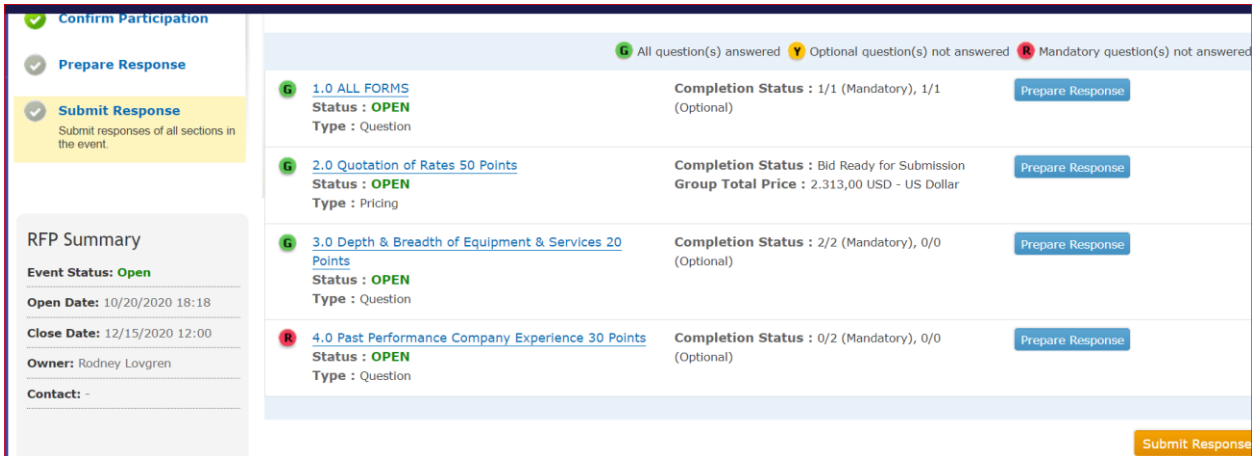 Confirm Participation
Prepare Response
Submit Response
Submit responses of all sections in
the event.
RFP Summary
Event Status: Open
Open Date: 10/20/2020 18:18
Close Date: 12/15/2020 12:00
Owner: Rodney Lovgren
Contact: -
G All question(s) answered Y Optional question(s) not answered R Mandatory question(s) not answered
G 1.0 ALL FORMS
Status : OPEN
Type : Question
Completion Status : 1/1 (Mandatory), 1/1
(Optional)
Prepare Response
G 2.0 Quotation of Rates 50 Points
Status : OPEN
Type : Pricing
Completion Status : Bid Ready for Submission
Group Total Price : 2.313,00 USD - US Dollar
Prepare Response
G 3.0 Depth & Breadth of Equipment & Services 20
Points
Status : OPEN
Type : Question
Completion Status : 2/2 (Mandatory), 0/0
(Optional)
Prepare Response
R 4.0 Past Performance Company Experience 30 Points
Status : OPEN
Type : Question
Completion Status : 0/2 (Mandatory), 0/0
(Optional)
Prepare Response
Submit Response